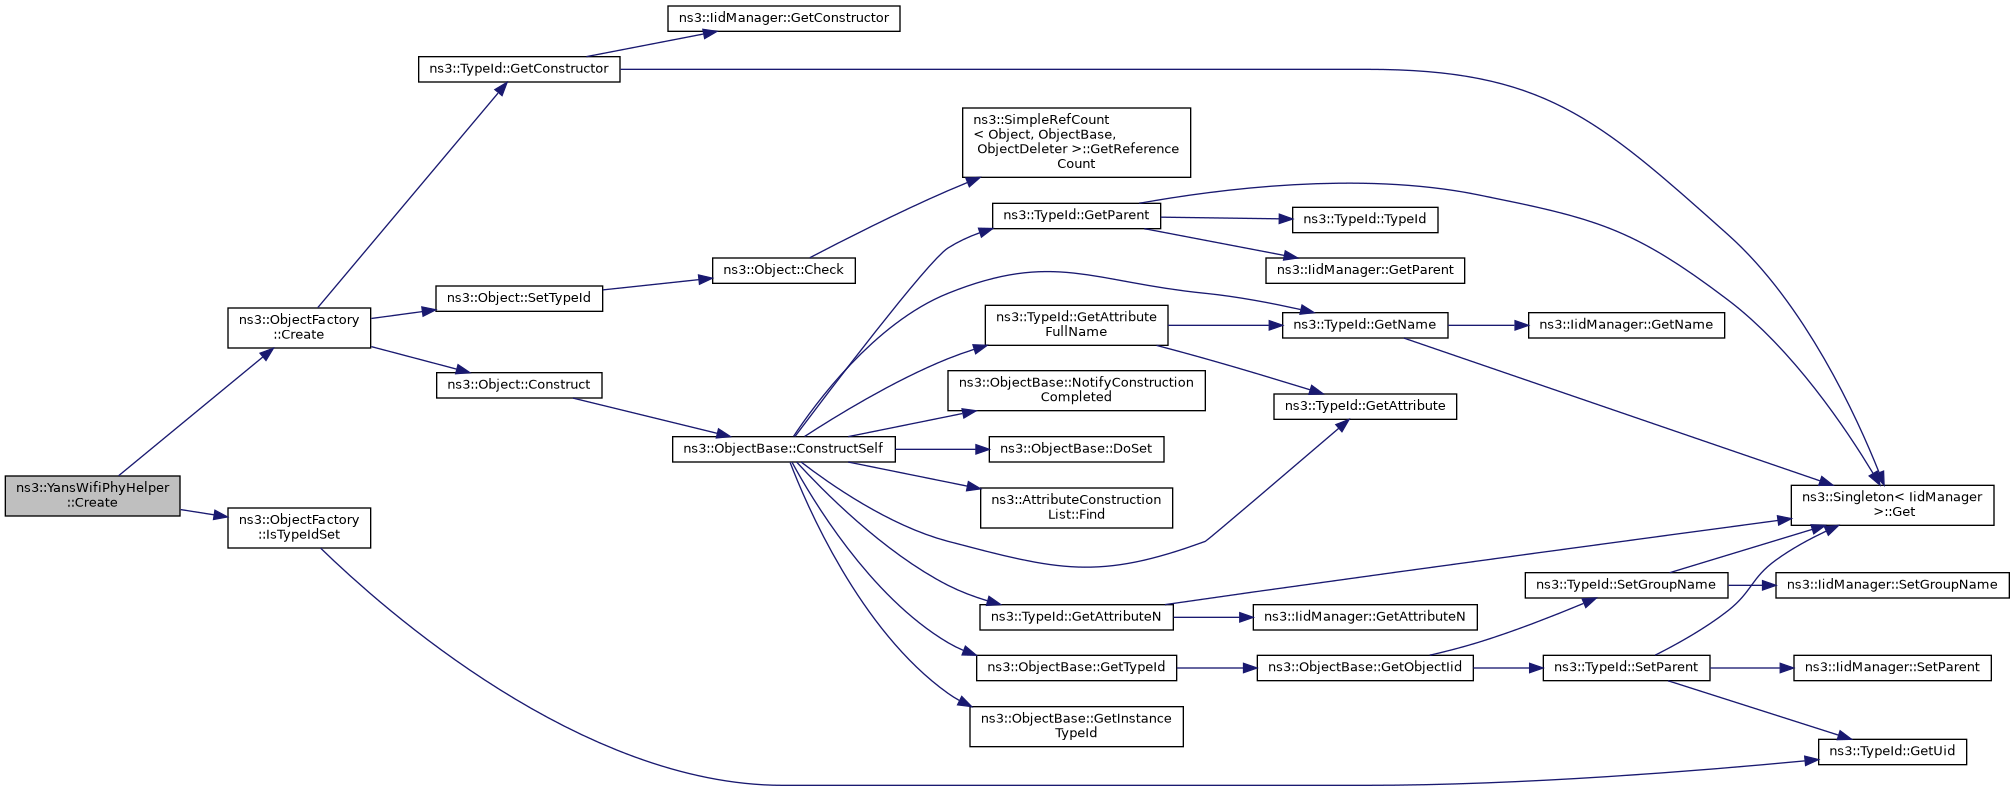 ns3::IidManager::GetConstructor
ns3::TypeId::GetConstructor
ns3::SimpleRefCount
< Object, ObjectBase,
ObjectDeleter >::GetReference
Count
ns3::TypeId::GetParent
ns3::TypeId::TypeId
ns3::Object::Check
ns3::IidManager::GetParent
ns3::Object::SetTypeId
ns3::ObjectFactory
::Create
ns3::TypeId::GetAttribute
FullName
ns3::TypeId::GetName
ns3::IidManager::GetName
ns3::Object::Construct
ns3::ObjectBase::NotifyConstruction
Completed
ns3::TypeId::GetAttribute
ns3::ObjectBase::ConstructSelf
ns3::ObjectBase::DoSet
ns3::YansWifiPhyHelper
::Create
ns3::AttributeConstruction
List::Find
ns3::Singleton< IidManager
>::Get
ns3::ObjectFactory
::IsTypeIdSet
ns3::TypeId::SetGroupName
ns3::IidManager::SetGroupName
ns3::TypeId::GetAttributeN
ns3::IidManager::GetAttributeN
ns3::ObjectBase::GetTypeId
ns3::ObjectBase::GetObjectIid
ns3::TypeId::SetParent
ns3::IidManager::SetParent
ns3::ObjectBase::GetInstance
TypeId
ns3::TypeId::GetUid